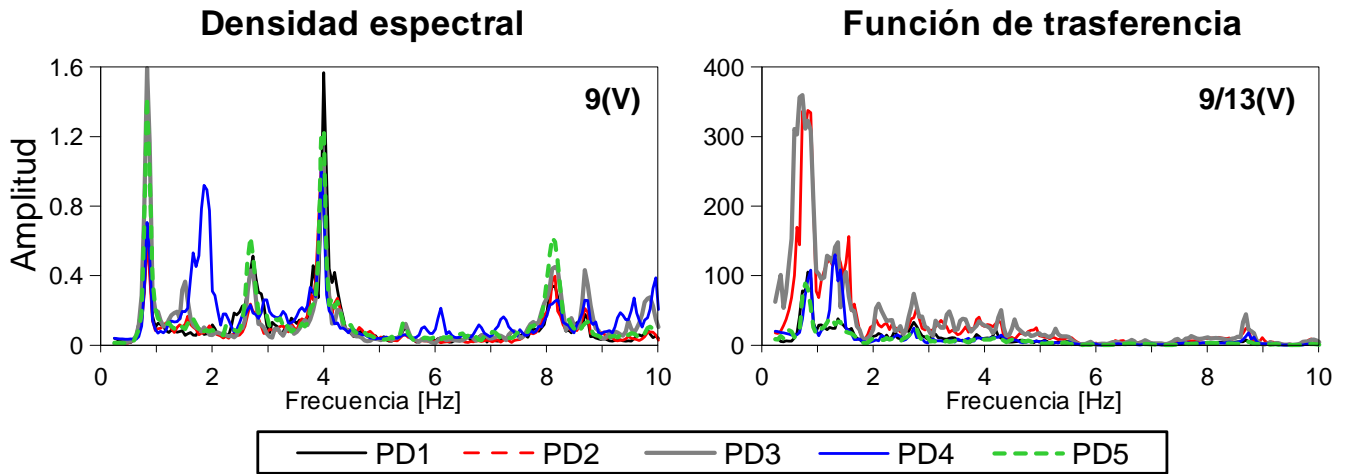 Densidad espectral
Función de trasferencia
Amplitud
1.6
1.2
0.8
0.4
0
9(V)
0 2 4 6 8 10
Frecuencia [Hz]
400
300
200
100
0
9/13(V)
0 2 4 6 8 10
Frecuencia [Hz]
PD1 PD2 PD3 PD4 PD5